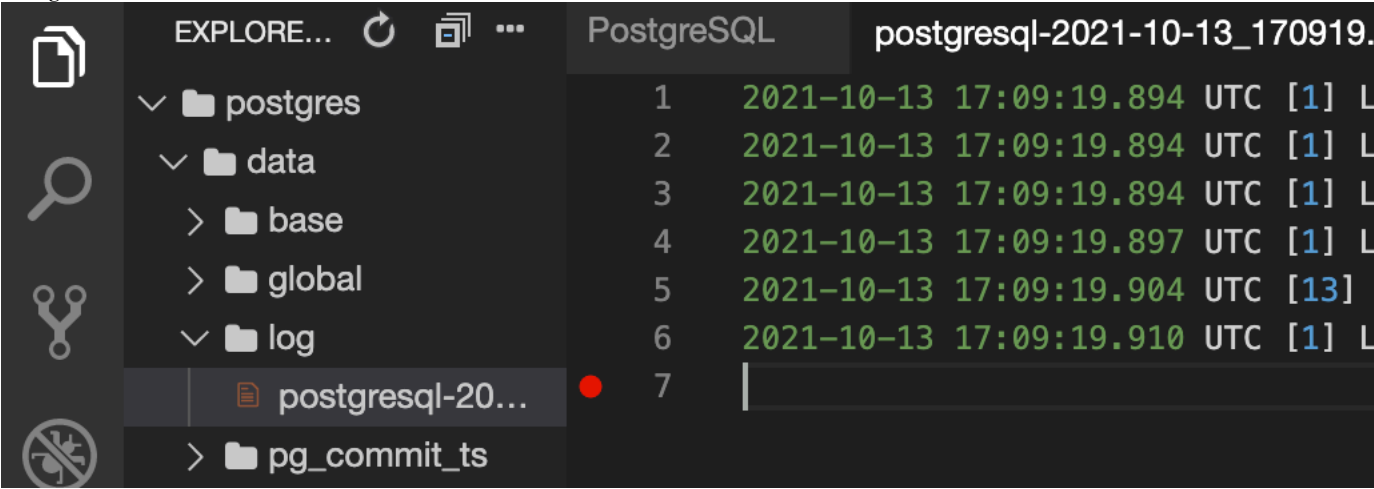 EXPLORE...
postgres
data
base
global
log
postgresql-20...
pg_commit_ts
PostgreSQL
postgresql-2021-10-13_170919.
1 2021-10-13 17:09:19.894 UTC [1] L
2 2021-10-13 17:09:19.894 UTC [1] L
3 2021-10-13 17:09:19.894 UTC [1] L
4 2021-10-13 17:09:19.897 UTC [1] L
5 2021-10-13 17:09:19.904 UTC [13]
6 2021-10-13 17:09:19.910 UTC [1] L
7